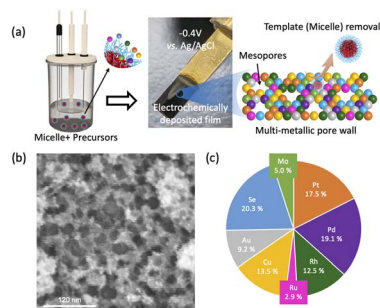 (a)
-0.4V
vs. Ag/AgCl
Electrochemically
deposited film
Micelle+ Precursors
Template (Micelle) removal
Mesopores
Multi-metallic pore wall
(b)
120 nm
(c)
Mo
5.0 %
Pt
17.5 %
Pd
19.1 %
Rh
12.5 %
Ru
2.9 %
Cu
13.5 %
Au
9.2 %
Se
20.3 %